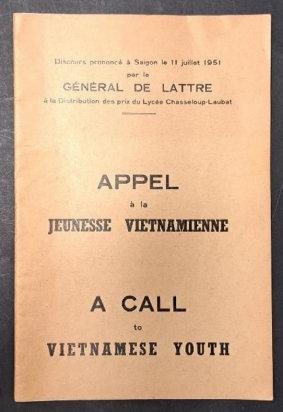 Discours prononcé à Saigon le 11 juillet 1951
par le
GÉNÉRAL DE LATTRE
à la Distribution des prix du Lycée Chasseloup-Laubat
APPEL
à la
JEUNESSE VIETNAMIENNE
A CALL
to
VIETNAMESE YOUTH